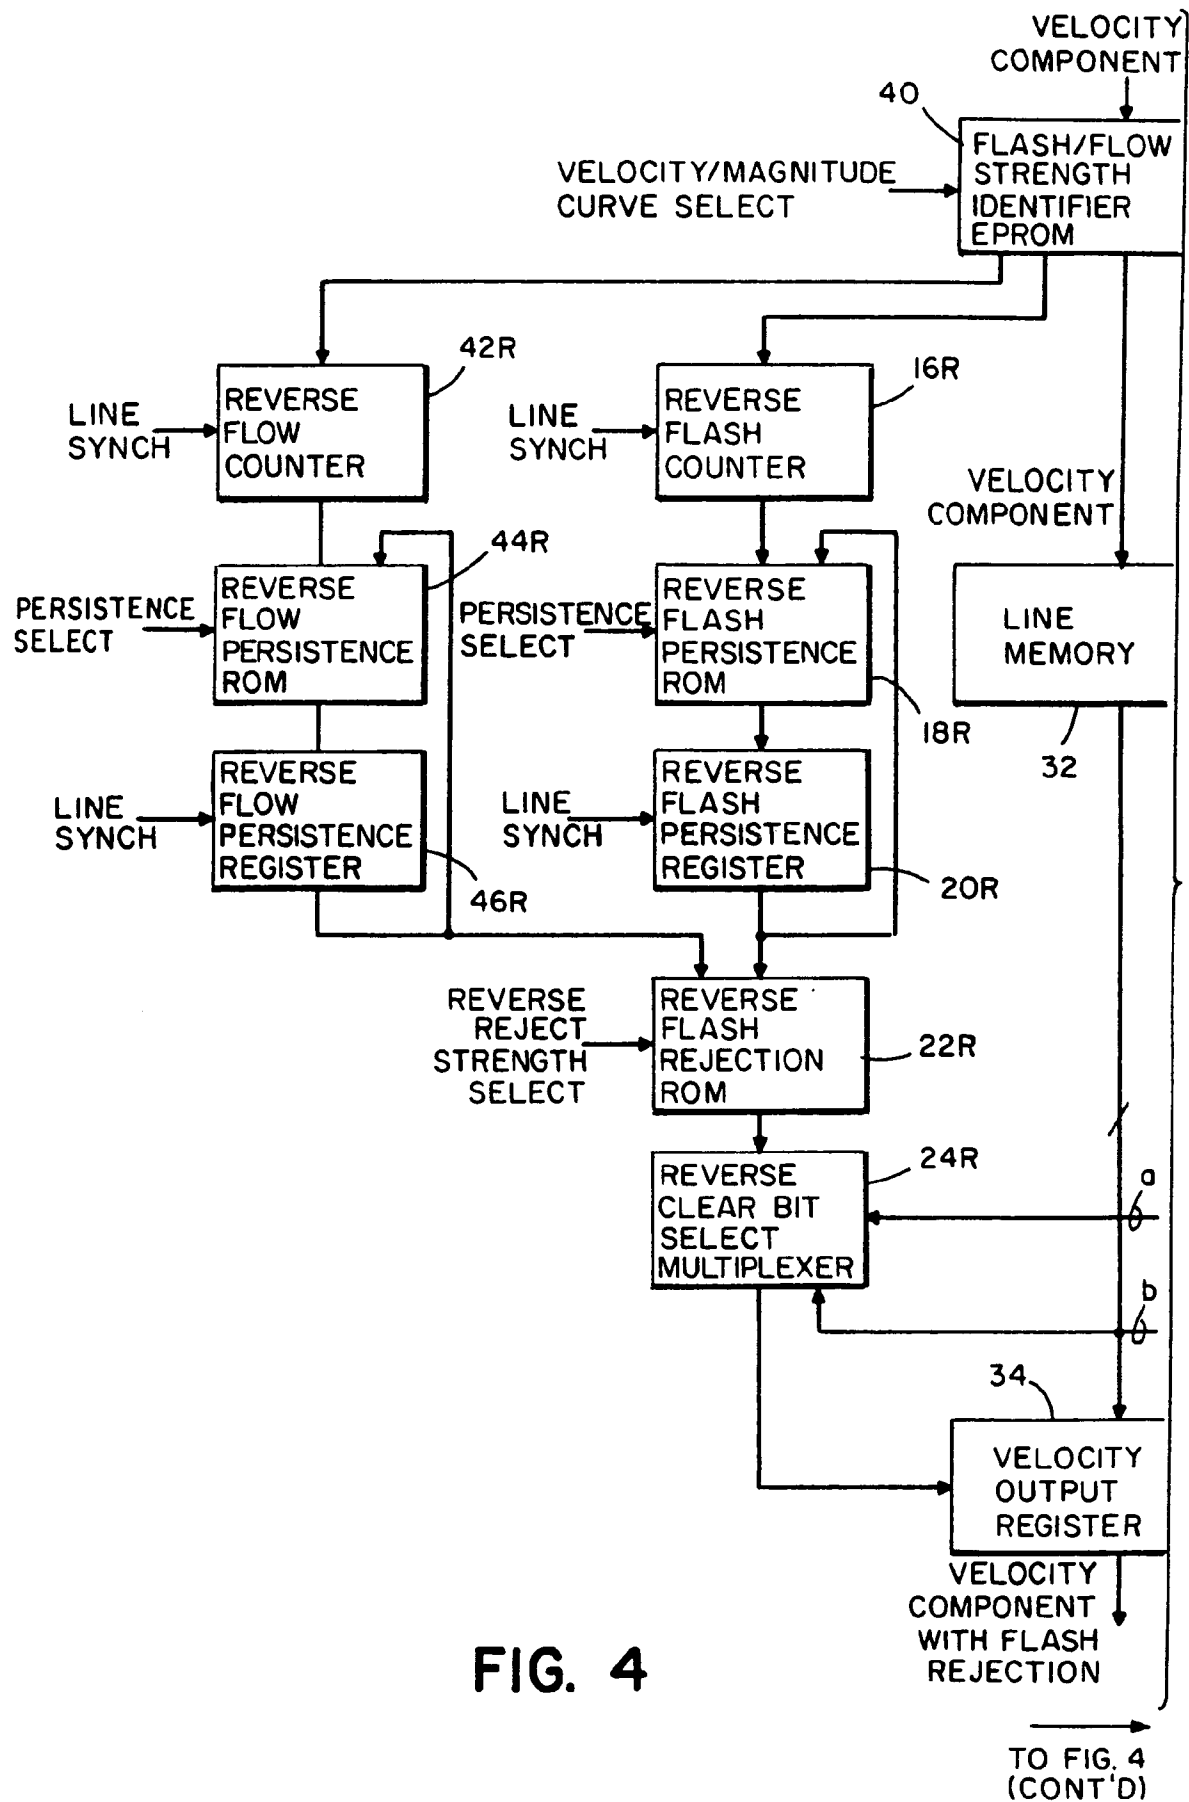 VELOCITY
COMPONENT
40
FLASH/FLOW
STRENGTH
IDENTIFIER
EPROM
VELOCITY/MAGNITUDE
CURVE SELECT
42R
REVERSE
FLOW
COUNTER
LINE
SYNCH
16R
REVERSE
FLASH
COUNTER
LINE
SYNCH
VELOCITY
COMPONENT
44R
REVERSE
FLOW
PERSISTENCE
ROM
PERSISTENCE
SELECT
REVERSE
FLASH
PERSISTENCE
ROM
PERSISTENCE
SELECT
18R
LINE
MEMORY
32
REVERSE
FLOW
PERSISTENCE
REGISTER
LINE
SYNCH
46R
REVERSE
FLASH
PERSISTENCE
REGISTER
LINE
SYNCH
20R
REVERSE
FLASH
REJECTION
ROM
REVERSE
REJECT
STRENGTH
SELECT
22R
24R
REVERSE
CLEAR BIT
SELECT
MULTIPLEXER
a
b
34
VELOCITY
OUTPUT
REGISTER
VELOCITY
COMPONENT
WITH FLASH
REJECTION
FIG. 4
TO FIG. 4
(CONT'D)